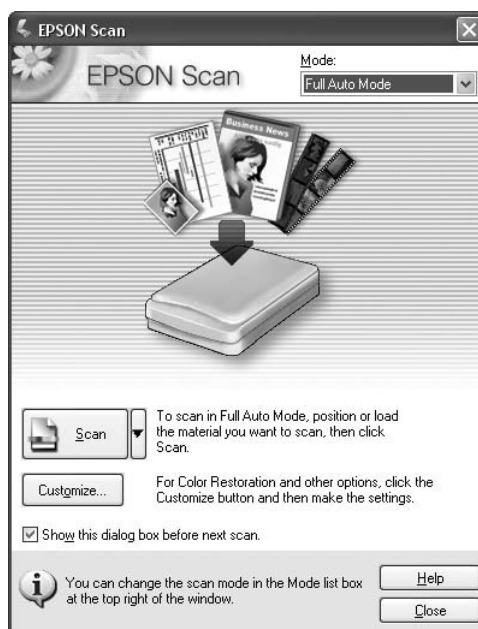 EPSON Scan
EPSON Scan
Mode:
Full Auto Mode
Business News
Scan
To scan in Full Auto Mode, position or load
the material you want to scan, then click
Scan.
Customize...
For Color Restoration and other options, click the
Customize button and then make the settings.
Show this dialog box before next scan.
You can change the scan mode in the Mode list box
at the top right of the window.
Help
Close